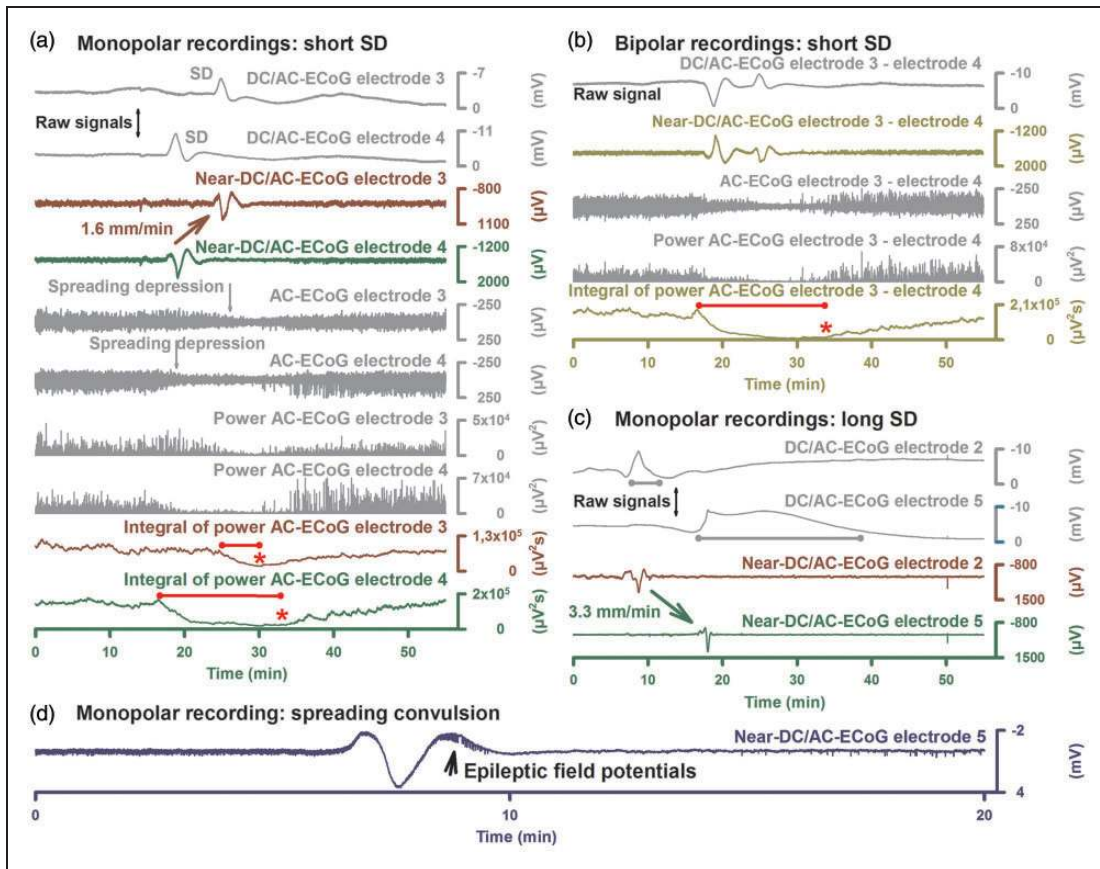 (a) Monopolar recordings: short SD
SD
DC/AC-ECoG electrode 3
-7
0
(mV)
Raw signals
SD
DC/AC-ECoG electrode 4
-11
0
(mV)
Near-DC/AC-ECoG electrode 3
-800
1100
(µV)
1.6 mm/min
Near-DC/AC-ECoG electrode 4
-1200
2000
(µV)
Spreading depression
AC-ECoG electrode 3
-250
250
(µV)
Spreading depression
AC-ECoG electrode 4
-250
250
(µV)
Power AC-ECoG electrode 3
5x10⁴
0
(µV²)
Power AC-ECoG electrode 4
7x10⁴
0
(µV²)
Integral of power AC-ECoG electrode 3
1,3x10⁵
0
(µV²s)
*
Integral of power AC-ECoG electrode 4
2x10⁵
0
(µV²s)
*
0 10 20 30 40 50
Time (min)
(b) Bipolar recordings: short SD
DC/AC-ECoG electrode 3 - electrode 4
-10
0
(mV)
Raw signal
Near-DC/AC-ECoG electrode 3 - electrode 4
-1200
2000
(µV)
AC-ECoG electrode 3 - electrode 4
-250
250
(µV)
Power AC-ECoG electrode 3 - electrode 4
8x10⁴
0
(µV²)
Integral of power AC-ECoG electrode 3 - electrode 4
2,1x10⁵
0
(µV²s)
*
0 10 20 30 40 50
Time (min)
(c) Monopolar recordings: long SD
DC/AC-ECoG electrode 2
-10
0
(mV)
Raw signals
DC/AC-ECoG electrode 5
-10
0
(mV)
Near-DC/AC-ECoG electrode 2
-800
1500
(µV)
3.3 mm/min
Near-DC/AC-ECoG electrode 5
-800
1500
(µV)
0 10 20 30 40 50
Time (min)
(d) Monopolar recording: spreading convulsion
Near-DC/AC-ECoG electrode 5
-2
4
(mV)
Epileptic field potentials
0 10 20
Time (min)